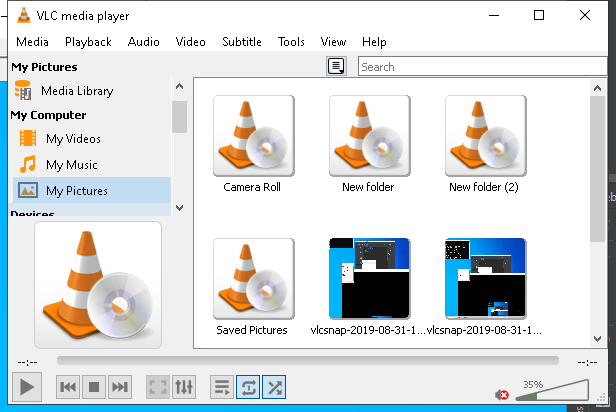 VLC media player
Media Playback Audio Video Subtitle Tools View Help
My Pictures
Search
Media Library
My Computer
My Videos
My Music
My Pictures
Devices
Camera Roll
New folder
New folder (2)
Saved Pictures
vlcsnap-2019-08-31-1...
vlcsnap-2019-08-31-1...
--:--
--:--
35%